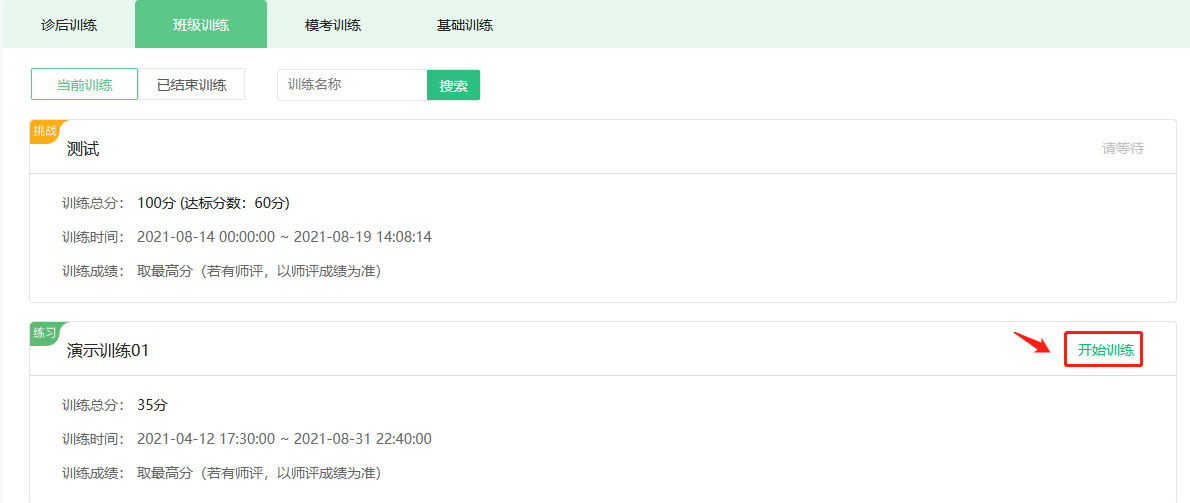 诊后训练 班级训练 模考训练 基础训练
当前训练 已结束训练 训练名称 搜索
挑战
测试 请等待
训练总分： 100分 (达标分数：60分)
训练时间： 2021-08-14 00:00:00 ~ 2021-08-19 14:08:14
训练成绩： 取最高分（若有师评，以师评成绩为准）
练习
演示训练01 开始训练
训练总分： 35分
训练时间： 2021-04-12 17:30:00 ~ 2021-08-31 22:40:00
训练成绩： 取最高分（若有师评，以师评成绩为准）